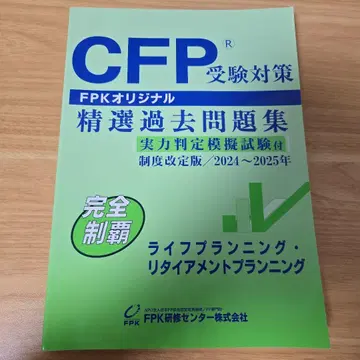 CFP®
受験対策
FPKオリジナル
精選過去問題集
実力判定模擬試験付
制度改定版/2024～2025年
完全
制覇
ライフプランニング・
リタイアメントプランニング
FPK
FPK研修センター株式会社